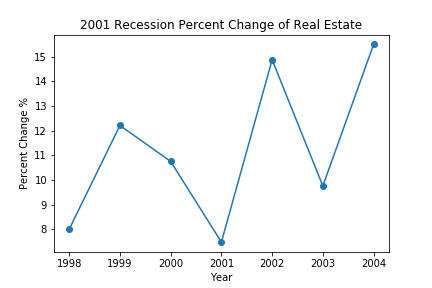 2001 Recession Percent Change of Real Estate
15
14
13
12
11
10
9
8
Percent Change %
1998 1999 2000 2001 2002 2003 2004
Year